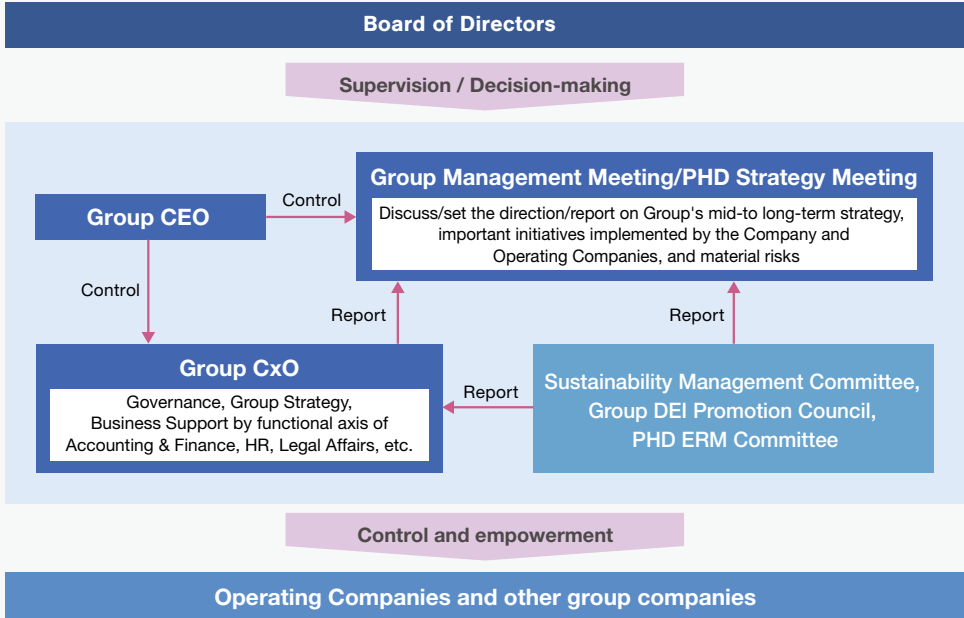 Board of Directors
Supervision / Decision-making
Group Management Meeting/PHD Strategy Meeting
Discuss/set the direction/report on Group's mid-to long-term strategy,
important initiatives implemented by the Company and
Operating Companies, and material risks
Group CEO
Control
Control
Report
Report
Group CxO
Governance, Group Strategy,
Business Support by functional axis of
Accounting & Finance, HR, Legal Affairs, etc.
Report
Sustainability Management Committee,
Group DEI Promotion Council,
PHD ERM Committee
Control and empowerment
Operating Companies and other group companies